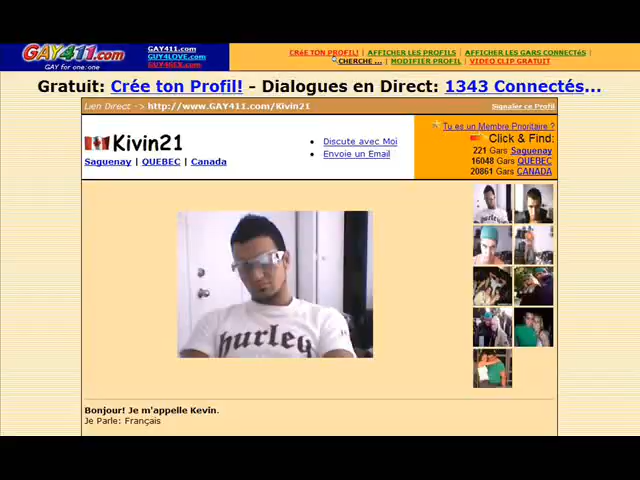 GAY411.com
GAY for one:one
GAY411.com
GUY4LOVE.com
GUY4SEX.com
CRéE TON PROFIL! | AFFICHER LES PROFILS | AFFICHER LES GARS CONNECTéS |
CHERCHE ... | MODIFIER PROFIL | VIDEO CLIP GRATUIT
Gratuit: Crée ton Profil! - Dialogues en Direct: 1343 Connectés...
Lien Direct -> http://www.GAY411.com/Kivin21
Signaler ce Profil
Kivin21
Saguenay | QUEBEC | Canada
• Discute avec Moi
• Envoie un Email
Tu es un Membre Prioritaire ?
Click & Find:
221 Gars Saguenay
16048 Gars QUEBEC
20861 Gars CANADA
hurley
Bonjour! Je m'appelle Kevin.
Je Parle: Français